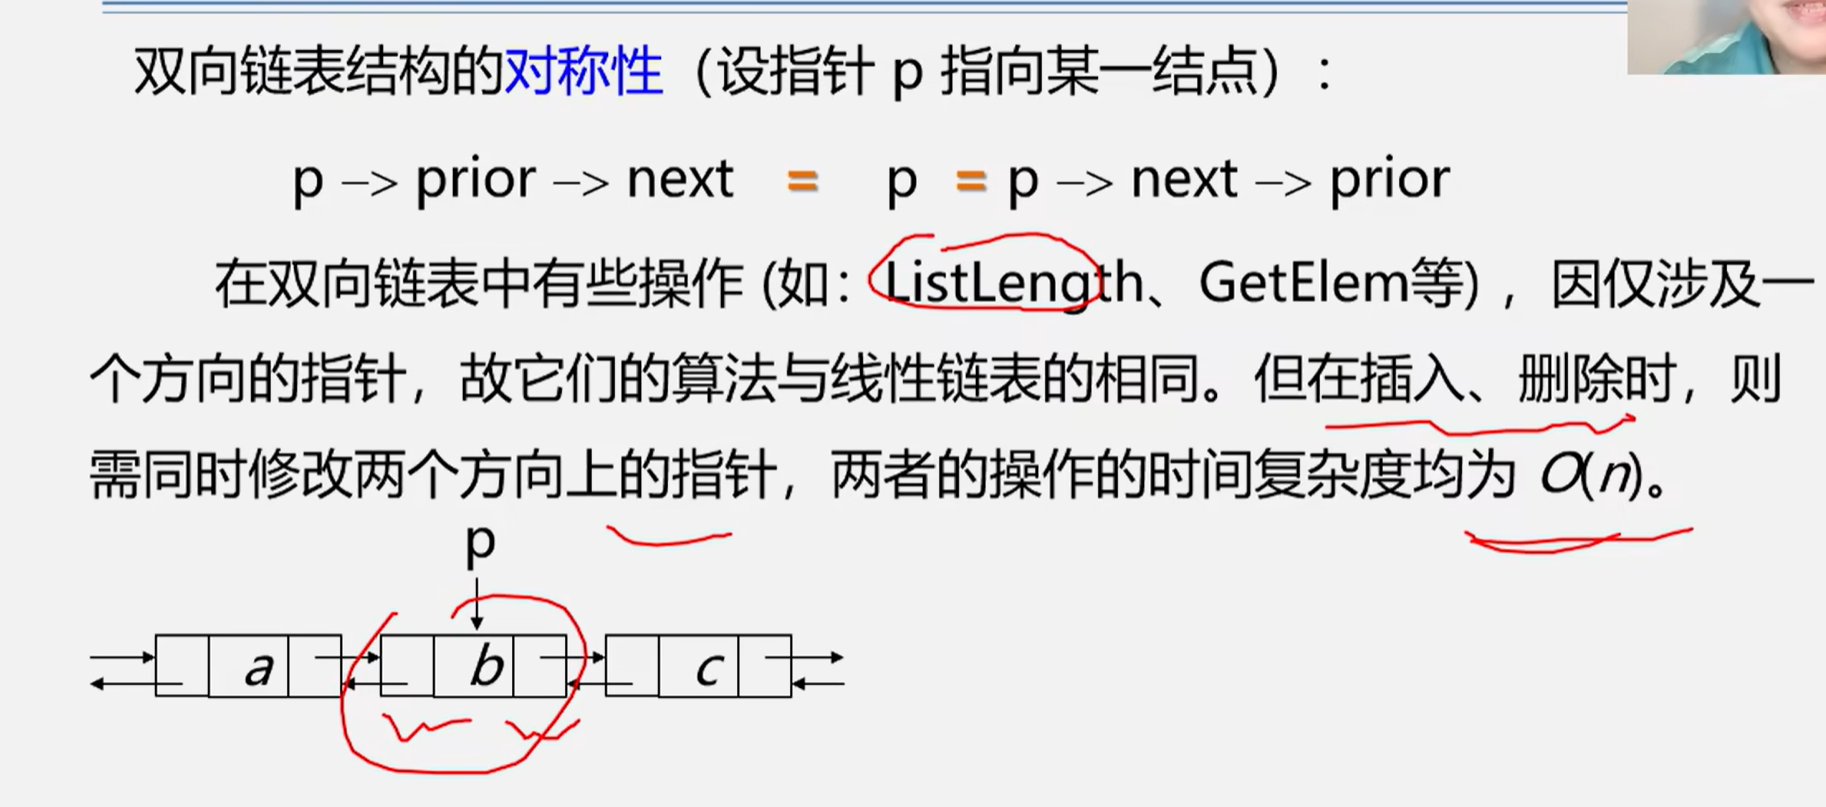 双向链表结构的对称性（设指针 p 指向某一结点）：
p –> prior –> next = p = p –> next –> prior
在双向链表中有些操作 (如：ListLength、GetElem等) ，因仅涉及一
个方向的指针，故它们的算法与线性链表的相同。但在插入、删除时，则
需同时修改两个方向上的指针，两者的操作的时间复杂度均为 O(n)。
p
a b c